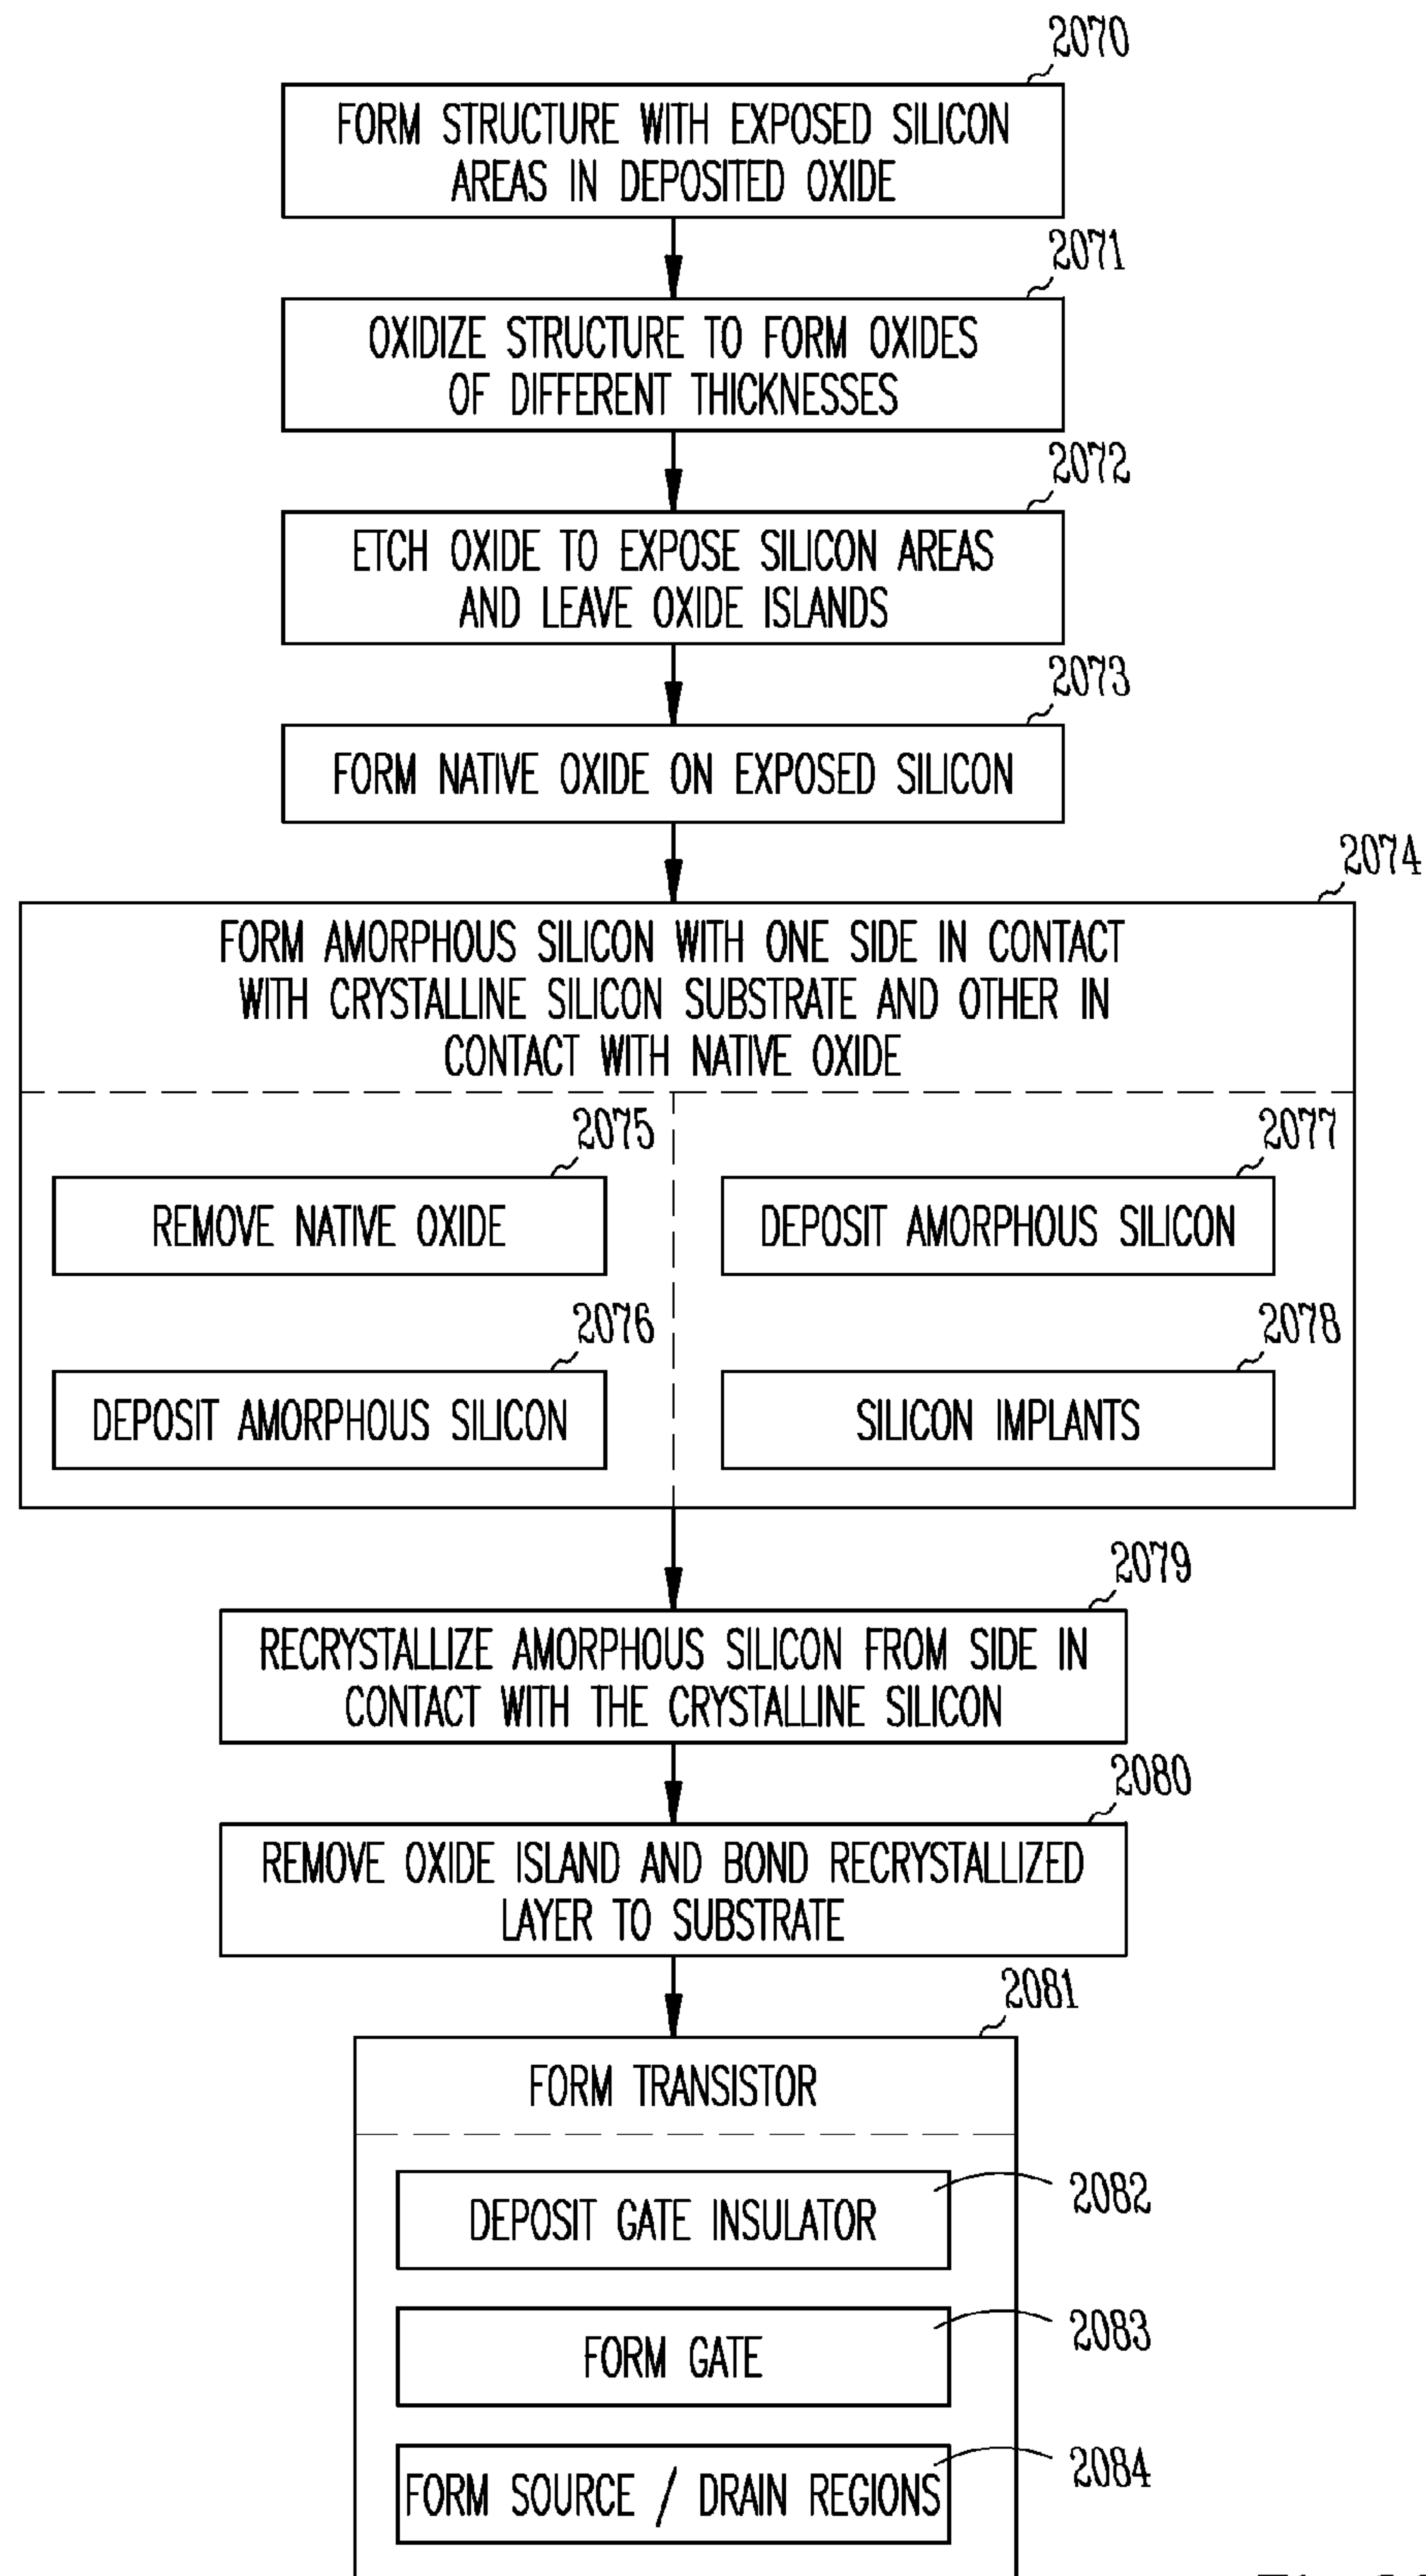 2070
FORM STRUCTURE WITH EXPOSED SILICON
AREAS IN DEPOSITED OXIDE
2071
OXIDIZE STRUCTURE TO FORM OXIDES
OF DIFFERENT THICKNESSES
2072
ETCH OXIDE TO EXPOSE SILICON AREAS
AND LEAVE OXIDE ISLANDS
2073
FORM NATIVE OXIDE ON EXPOSED SILICON
2074
FORM AMORPHOUS SILICON WITH ONE SIDE IN CONTACT
WITH CRYSTALLINE SILICON SUBSTRATE AND OTHER IN
CONTACT WITH NATIVE OXIDE
2075
REMOVE NATIVE OXIDE
2076
DEPOSIT AMORPHOUS SILICON
2077
DEPOSIT AMORPHOUS SILICON
2078
SILICON IMPLANTS
2079
RECRYSTALLIZE AMORPHOUS SILICON FROM SIDE IN
CONTACT WITH THE CRYSTALLINE SILICON
2080
REMOVE OXIDE ISLAND AND BOND RECRYSTALLIZED
LAYER TO SUBSTRATE
2081
FORM TRANSISTOR
DEPOSIT GATE INSULATOR
2082
FORM GATE
2083
FORM SOURCE / DRAIN REGIONS
2084